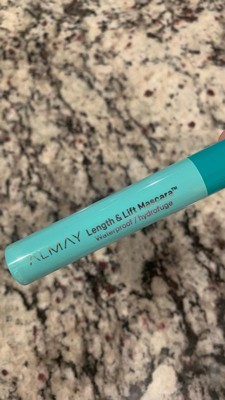 ALMAY
Length & Lift Mascara™
Waterproof / hydrofuge